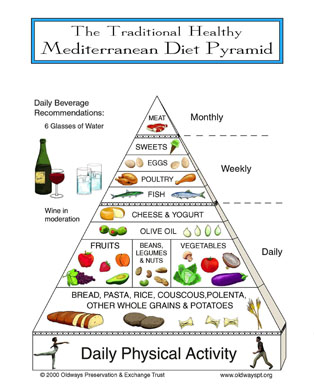 The Traditional Healthy
Mediterranean Diet Pyramid
Daily Beverage
Recommendations:
6 Glasses of Water
Wine in
moderation
MEAT
Monthly
SWEETS
EGGS
POULTRY
FISH
Weekly
CHEESE & YOGURT
OLIVE OIL
FRUITS
BEANS,
LEGUMES
& NUTS
VEGETABLES
Daily
BREAD, PASTA, RICE, COUSCOUS,POLENTA,
OTHER WHOLE GRAINS & POTATOES
Daily Physical Activity
© 2000 Oldways Preservation & Exchange Trust
www.oldwayspt.org